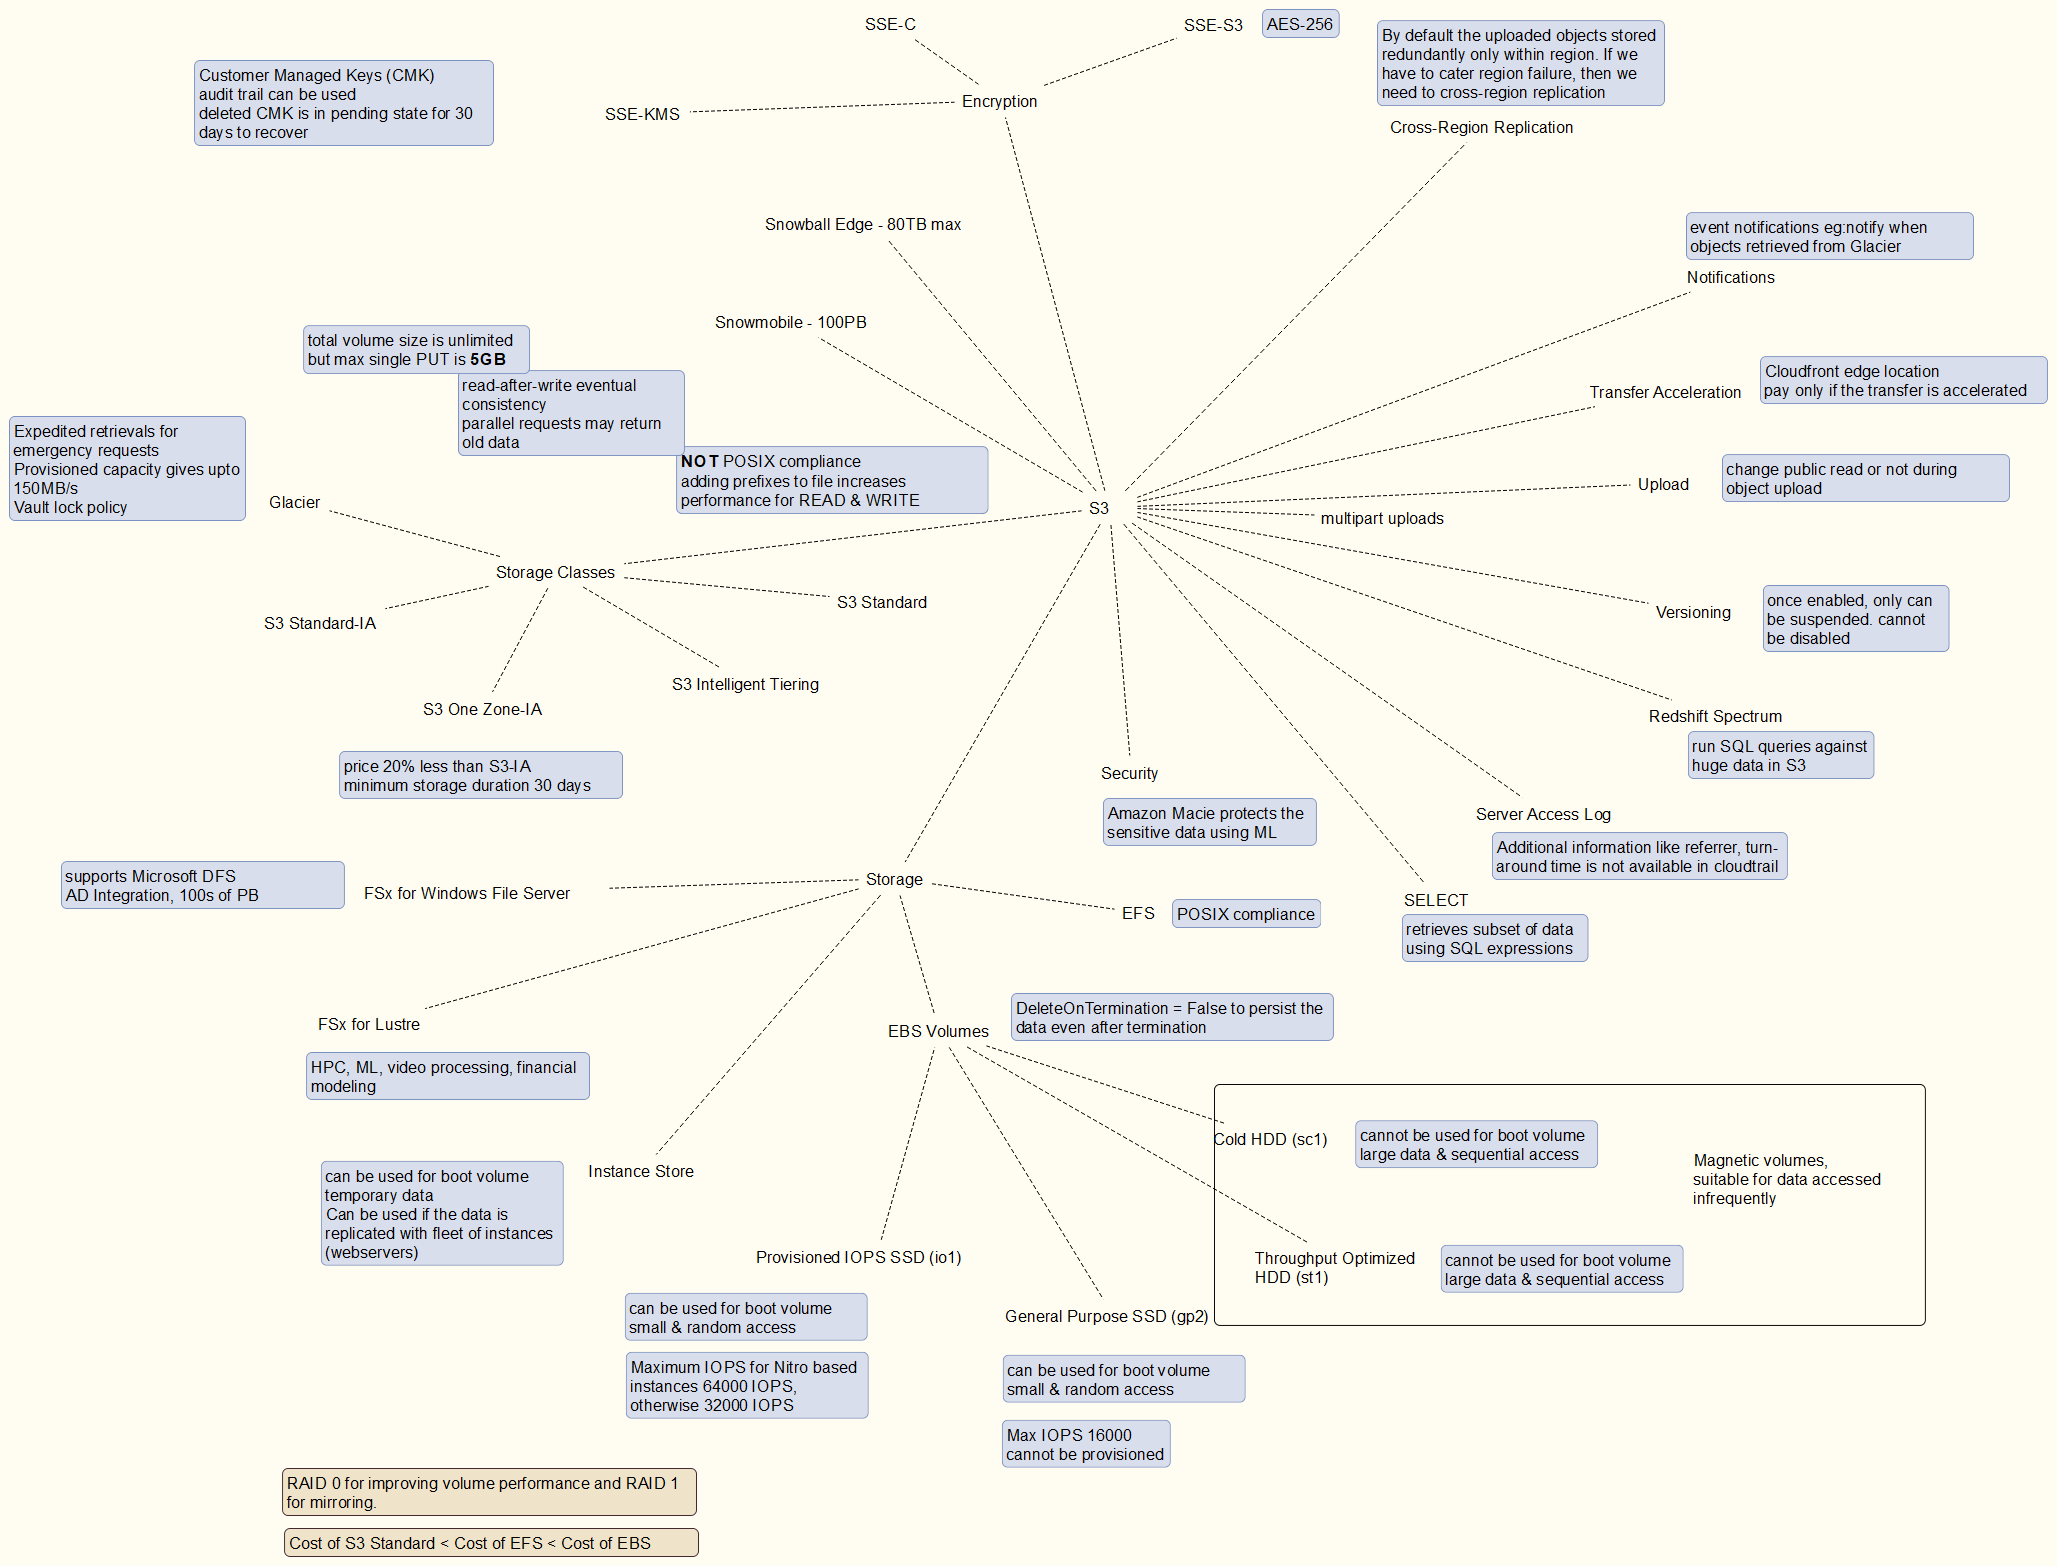 SSE-C
SSE-S3
AES-256
By default the uploaded objects stored
redundantly only within region. If we
have to cater region failure, then we
need to cross-region replication
Customer Managed Keys (CMK)
audit trail can be used
deleted CMK is in pending state for 30
days to recover
SSE-KMS
Encryption
Cross-Region Replication
Snowball Edge - 80TB max
event notifications eg:notify when
objects retrieved from Glacier
Notifications
Snowmobile - 100PB
total volume size is unlimited
but max single PUT is 5GB
read-after-write eventual
consistency
parallel requests may return
old data
Transfer Acceleration
Cloudfront edge location
pay only if the transfer is accelerated
Expedited retrievals for
emergency requests
Provisioned capacity gives upto
150MB/s
Vault lock policy
Glacier
NOT POSIX compliance
adding prefixes to file increases
performance for READ & WRITE
S3
Upload
change public read or not during
object upload
multipart uploads
Storage Classes
S3 Standard
S3 Standard-IA
Versioning
once enabled, only can
be suspended. cannot
be disabled
S3 Intelligent Tiering
S3 One Zone-IA
price 20% less than S3-IA
minimum storage duration 30 days
Redshift Spectrum
run SQL queries against
huge data in S3
Security
Amazon Macie protects the
sensitive data using ML
Server Access Log
Additional information like referrer, turn-
around time is not available in cloudtrail
supports Microsoft DFS
AD Integration, 100s of PB
FSx for Windows File Server
Storage
EFS
POSIX compliance
SELECT
retrieves subset of data
using SQL expressions
FSx for Lustre
HPC, ML, video processing, financial
modeling
EBS Volumes
DeleteOnTermination = False to persist the
data even after termination
Cold HDD (sc1)
cannot be used for boot volume
large data & sequential access
Magnetic volumes,
suitable for data accessed
infrequently
can be used for boot volume
temporary data
Can be used if the data is
replicated with fleet of instances
(webservers)
Instance Store
Provisioned IOPS SSD (io1)
Throughput Optimized
HDD (st1)
cannot be used for boot volume
large data & sequential access
can be used for boot volume
small & random access
General Purpose SSD (gp2)
Maximum IOPS for Nitro based
instances 64000 IOPS,
otherwise 32000 IOPS
can be used for boot volume
small & random access
Max IOPS 16000
cannot be provisioned
RAID 0 for improving volume performance and RAID 1
for mirroring.
Cost of S3 Standard < Cost of EFS < Cost of EBS